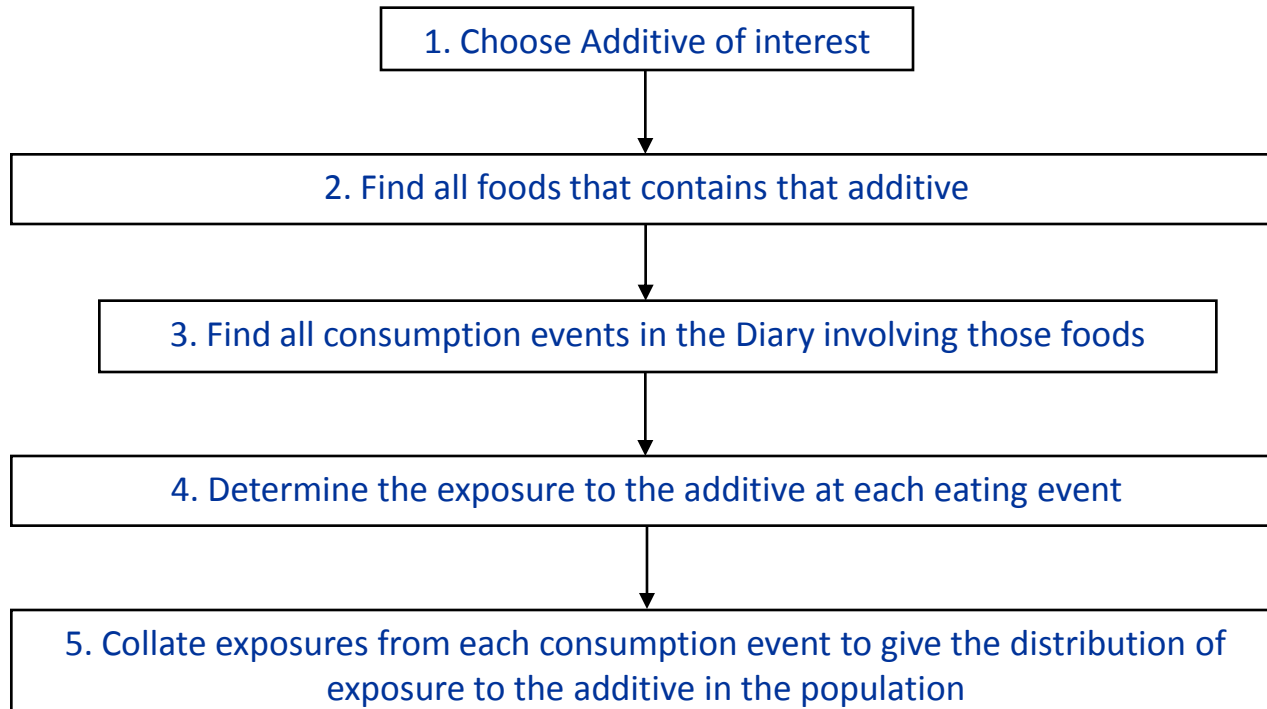 1. Choose Additive of interest
2. Find all foods that contains that additive
3. Find all consumption events in the Diary involving those foods
4. Determine the exposure to the additive at each eating event
5. Collate exposures from each consumption event to give the distribution of
exposure to the additive in the population